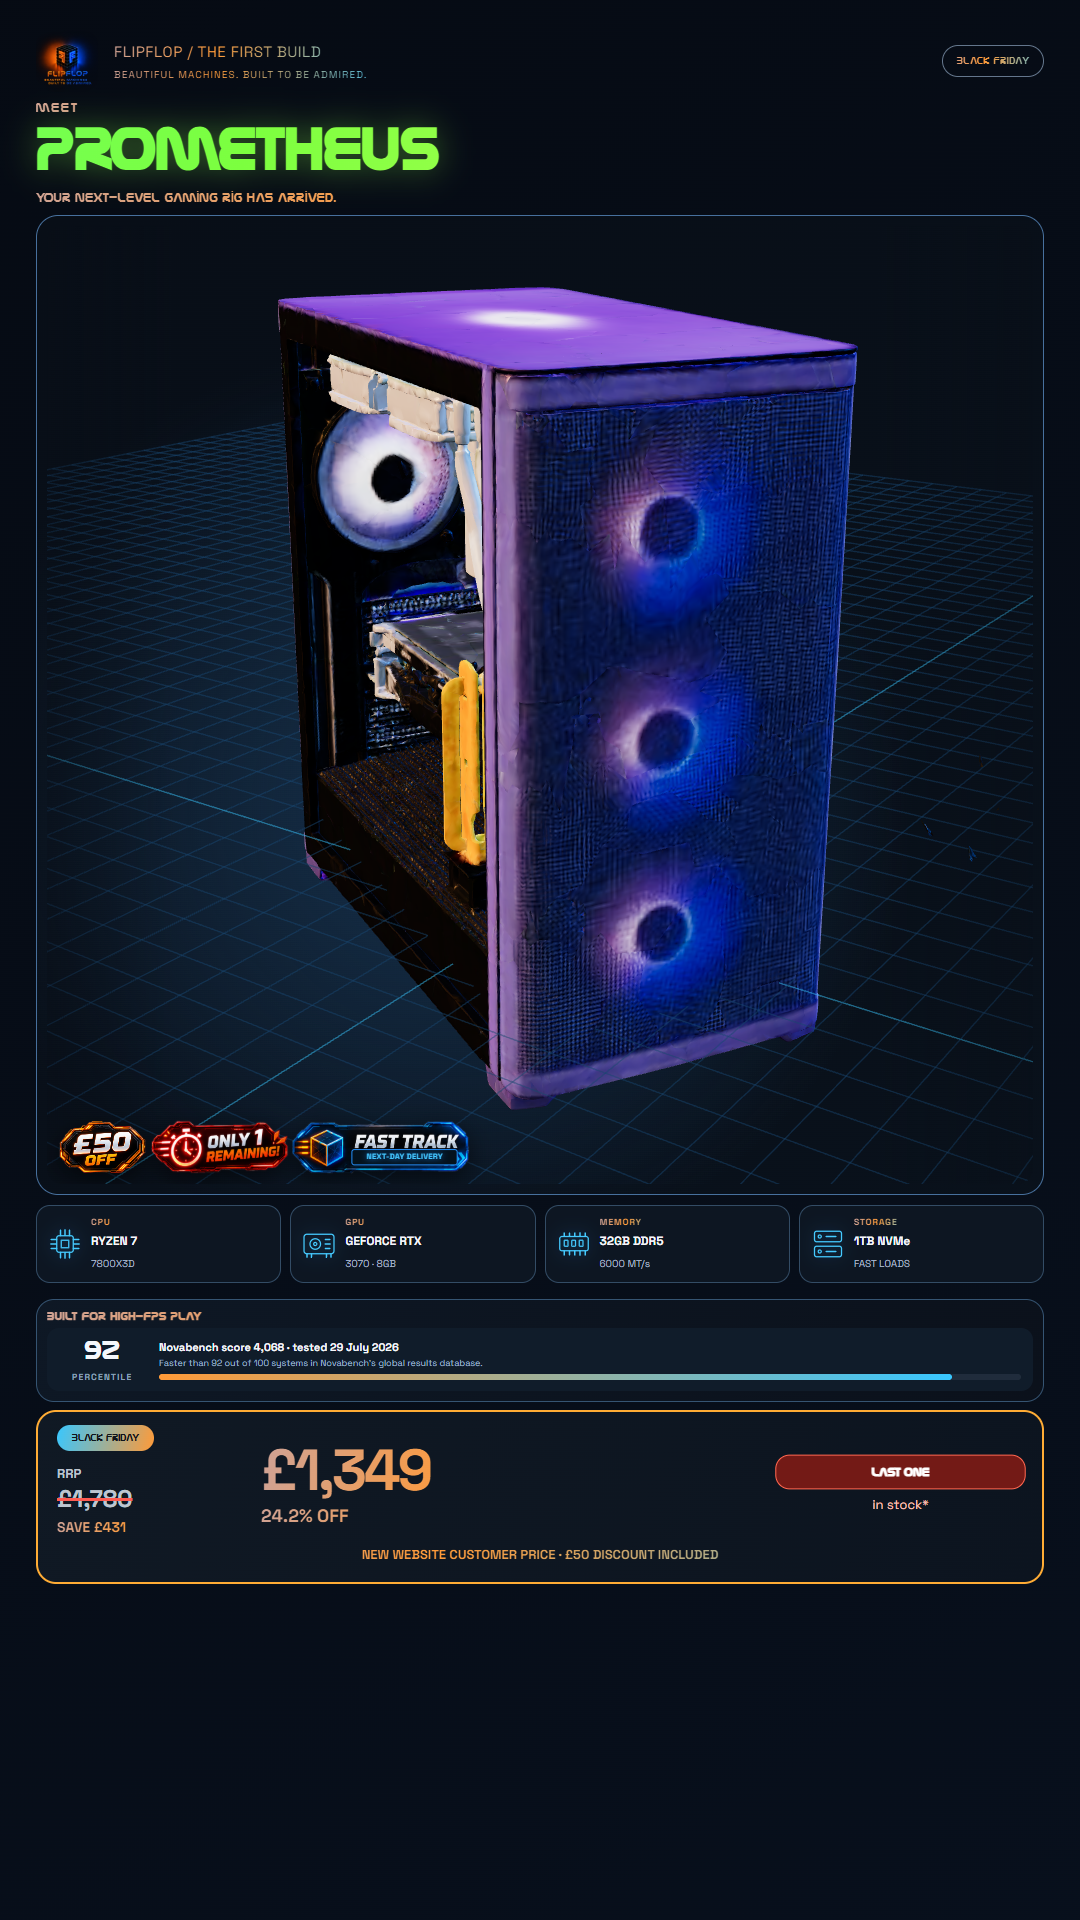 FLIPFLOP
FLIPFLOP / THE FIRST BUILD
BEAUTIFUL MACHINES. BUILT TO BE ADMIRED.
BLACK FRIDAY
MEET
PROMETHEUS
YOUR NEXT-LEVEL GAMING RIG HAS ARRIVED.
£50
OFF
ONLY 1
REMAINING!
FAST TRACK
NEXT-DAY DELIVERY
CPU
RYZEN 7
7800X3D
GPU
GEFORCE RTX
3070 · 8GB
MEMORY
32GB DDR5
6000 MT/s
STORAGE
1TB NVMe
FAST LOADS
BUILT FOR HIGH-FPS PLAY
92
PERCENTILE
Novabench score 4,068 · tested 29 July 2026
Faster than 92 out of 100 systems in Novabench's global results database.
BLACK FRIDAY
RRP
£1,780
SAVE £431
£1,349
24.2% OFF
LAST ONE
in stock*
NEW WEBSITE CUSTOMER PRICE · £50 DISCOUNT INCLUDED